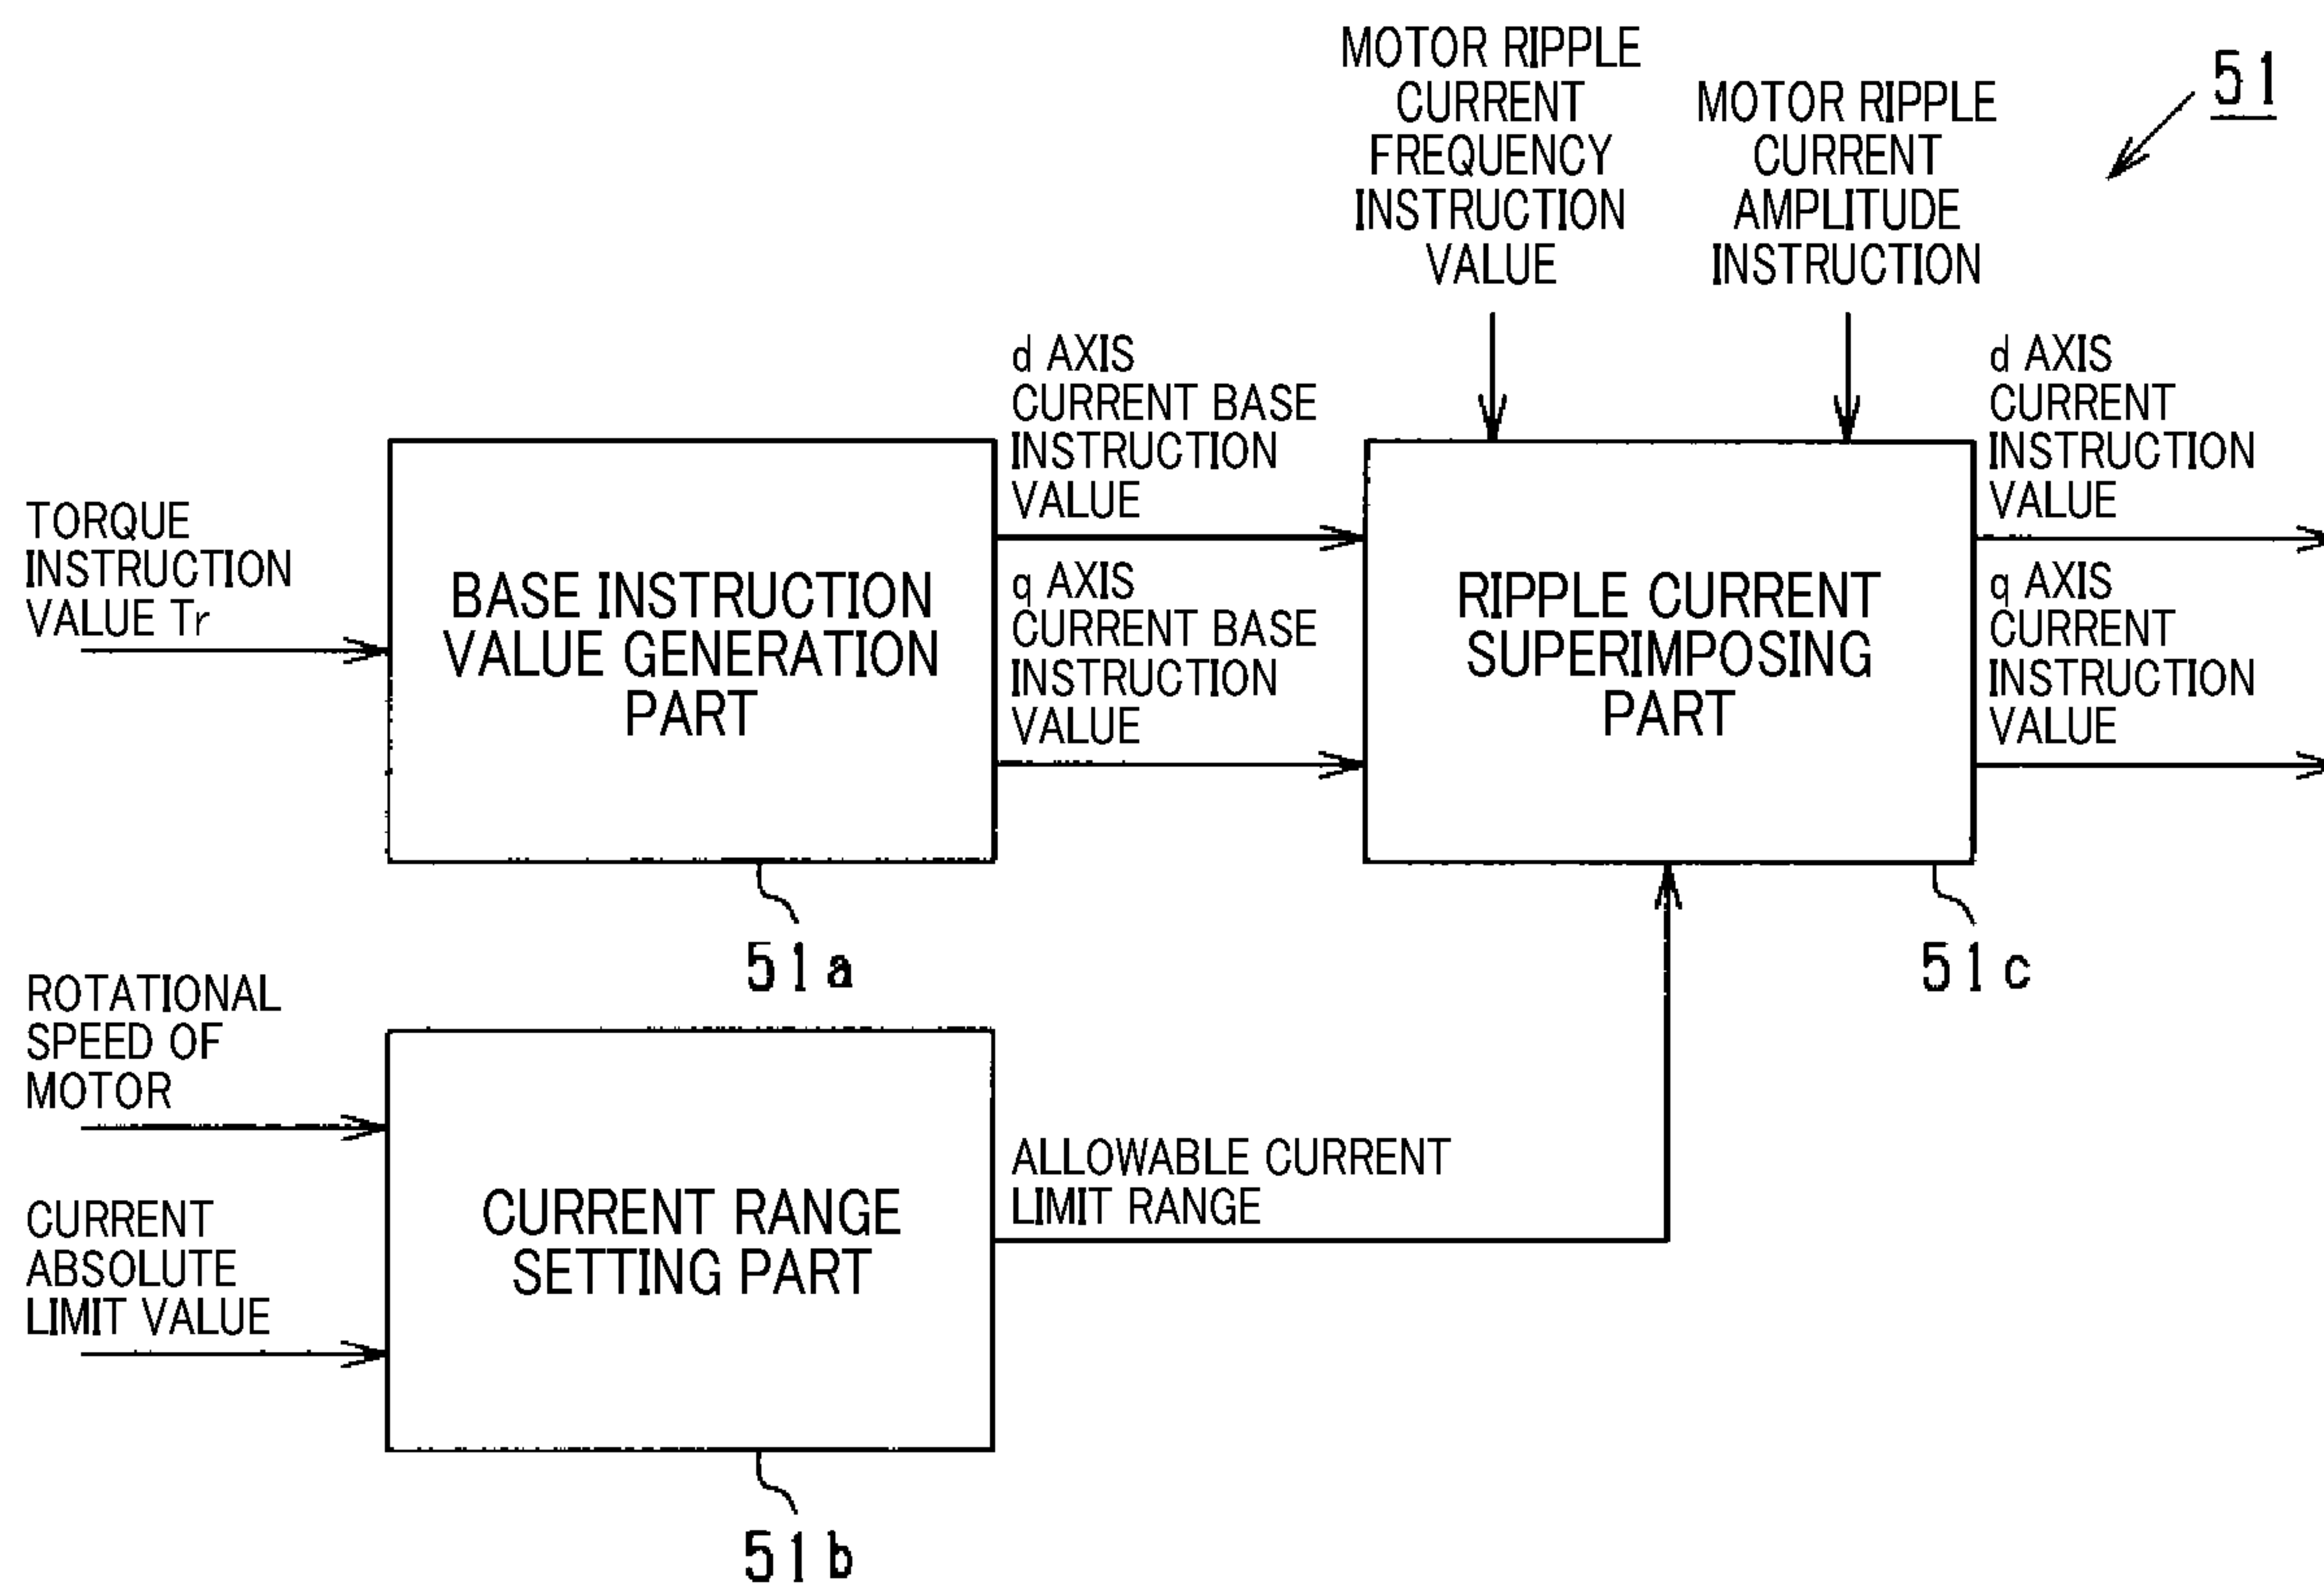 MOTOR RIPPLE
CURRENT
FREQUENCY
INSTRUCTION
VALUE
MOTOR RIPPLE
CURRENT
AMPLITUDE
INSTRUCTION
51
TORQUE
INSTRUCTION
VALUE Tr
BASE INSTRUCTION
VALUE GENERATION
PART
51a
d AXIS
CURRENT BASE
INSTRUCTION
VALUE
q AXIS
CURRENT BASE
INSTRUCTION
VALUE
RIPPLE CURRENT
SUPERIMPOSING
PART
51c
d AXIS
CURRENT
INSTRUCTION
VALUE
q AXIS
CURRENT
INSTRUCTION
VALUE
ROTATIONAL
SPEED OF
MOTOR
CURRENT
ABSOLUTE
LIMIT VALUE
CURRENT RANGE
SETTING PART
51b
ALLOWABLE CURRENT
LIMIT RANGE